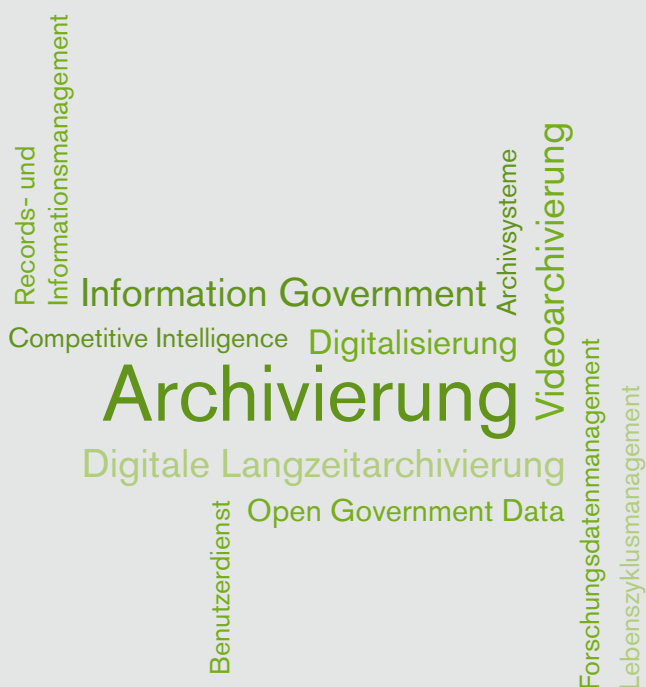 Records- und
Informationsmanagement
Information Government
Archivsysteme
Videoarchivierung
Competitive Intelligence
Digitalisierung
Archivierung
Digitale Langzeitarchivierung
Open Government Data
Benutzerdienst
Forschungsdatenmanagement
Lebenszyklusmanagement